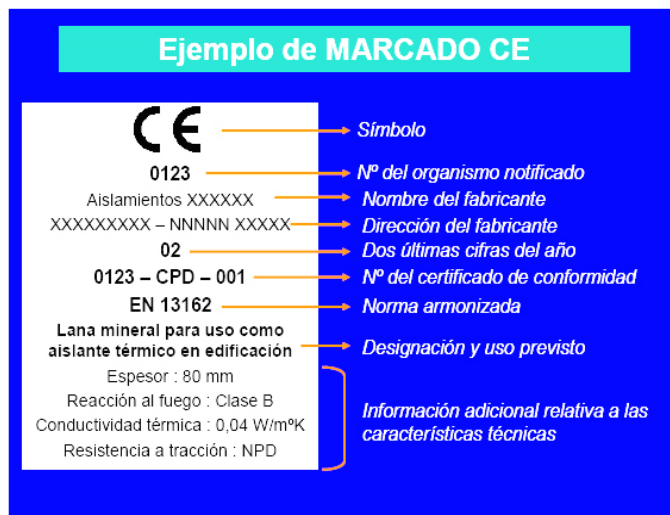 Ejemplo de MARCADO CE
CE
Símbolo
0123
Nº del organismo notificado
Aislamientos XXXXXX
Nombre del fabricante
XXXXXXXXX – NNNNN XXXXX
Dirección del fabricante
02
Dos últimas cifras del año
0123 – CPD – 001
Nº del certificado de conformidad
EN 13162
Norma armonizada
Lana mineral para uso como
aislante térmico en edificación
Designación y uso previsto
Espesor : 80 mm
Reacción al fuego : Clase B
Conductividad térmica : 0,04 W/mºK
Resistencia a tracción : NPD
Información adicional relativa a las
características técnicas